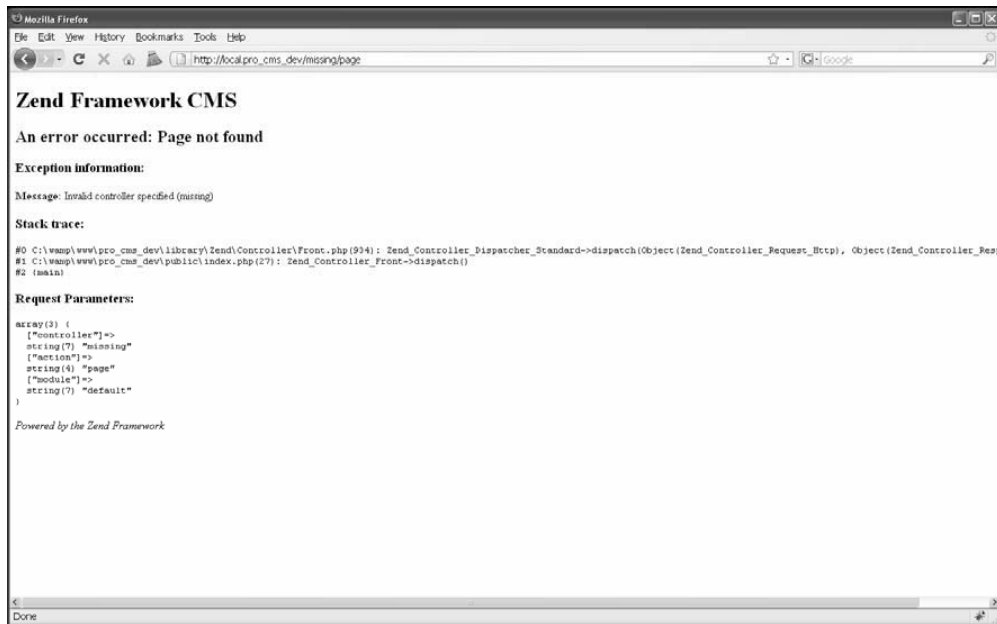 Mozilla Firefox
File Edit View History Bookmarks Tools Help
http://local.pro_cms_dev/missing/page
Google
Zend Framework CMS
An error occurred: Page not found
Exception information:
Message: Invalid controller specified (missing)
Stack trace:
#0 C:\wamp\www\pro_cms_dev\library\Zend\Controller\Front.php(934): Zend_Controller_Dispatcher_Standard->dispatch(Object(Zend_Controller_Request_Http), Object(Zend_Controller_Res
#1 C:\wamp\www\pro_cms_dev\public\index.php(27): Zend_Controller_Front->dispatch()
#2 {main}
Request Parameters:
array(3) {
["controller"]=>
string(7) "missing"
["action"]=>
string(4) "page"
["module"]=>
string(7) "default"
}
Powered by the Zend Framework
Done